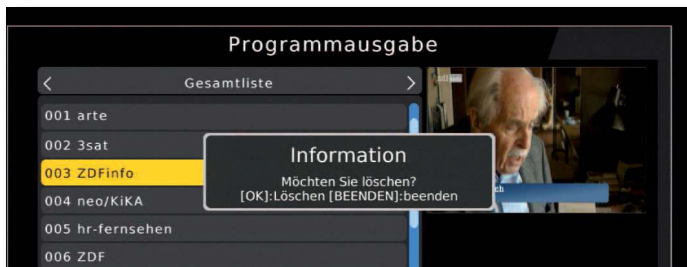 Programmausgabe
Gesamtliste
001 arte
002 3sat
003 ZDFinfo
004 neo/KiKA
005 hr-fernsehen
006 ZDF
Information
Möchten Sie löschen?
[OK]:Löschen [BEENDEN]:beenden
ch